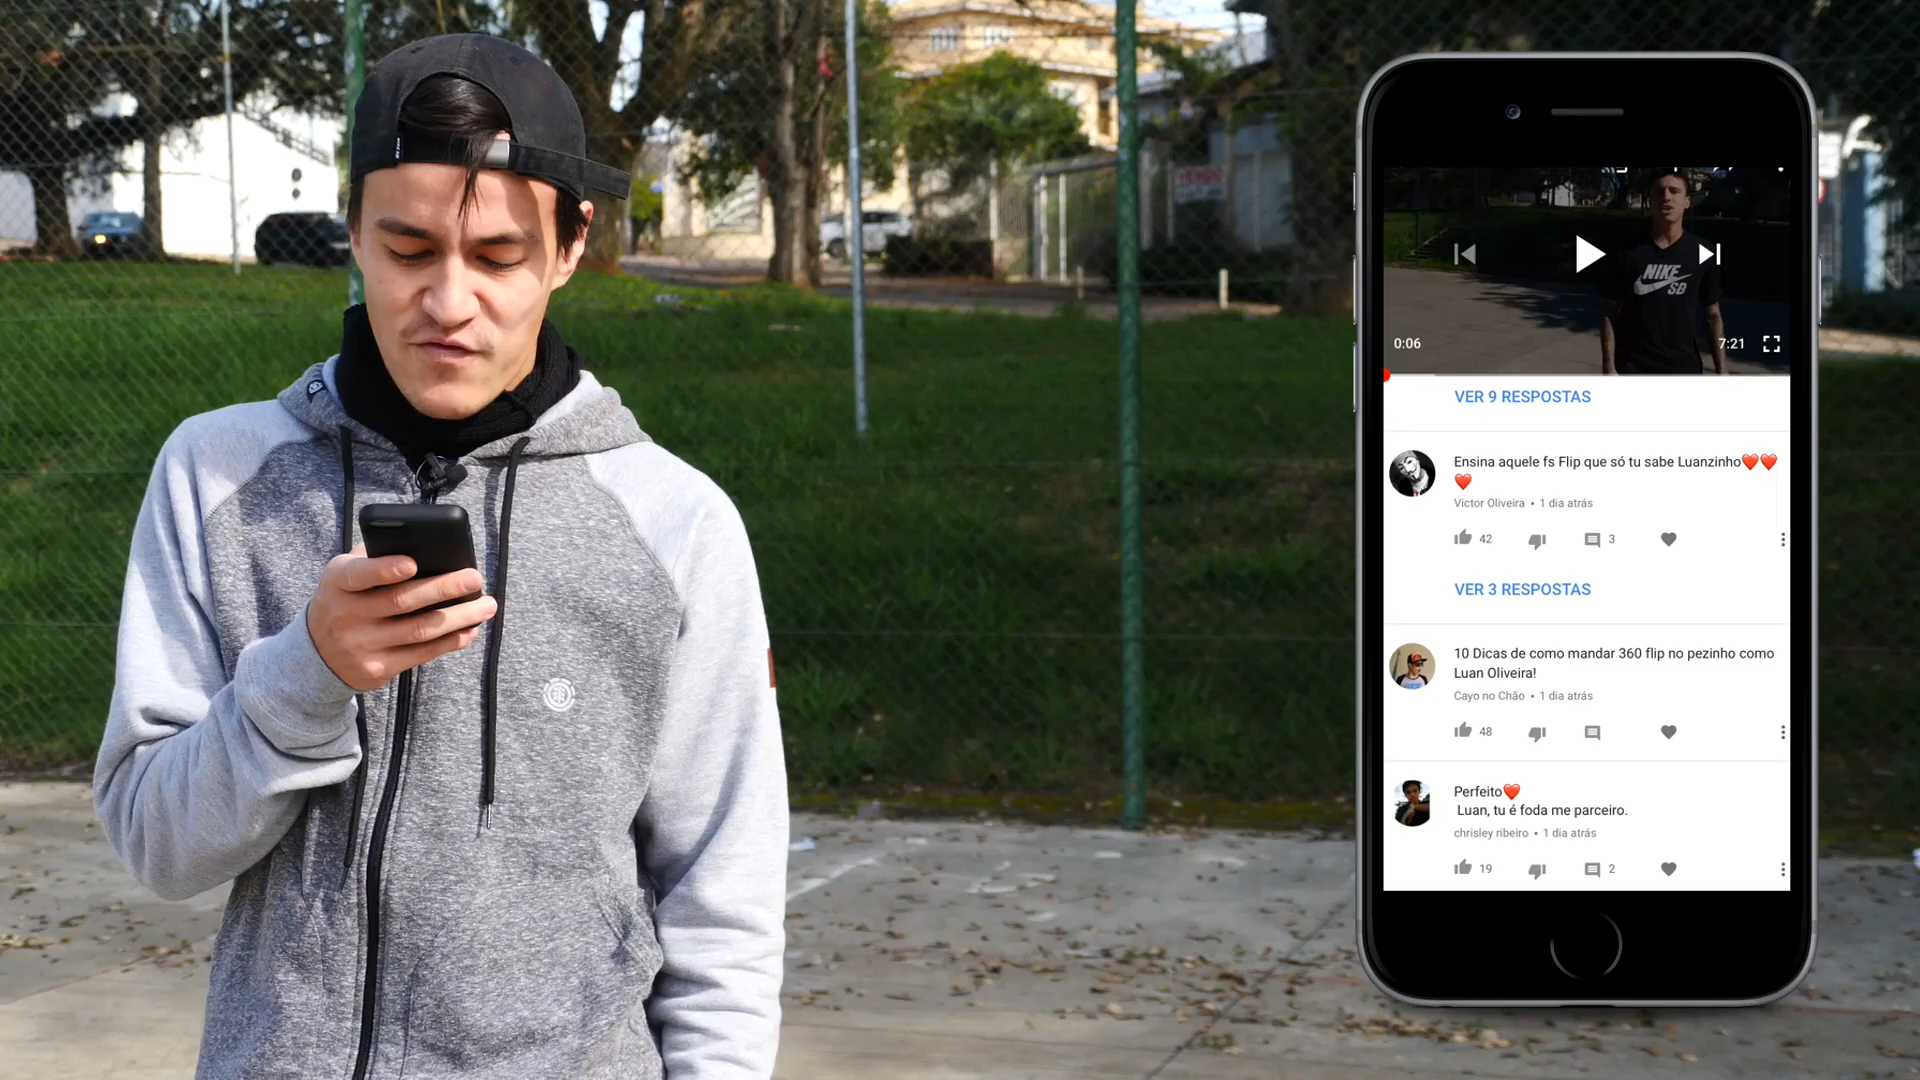 NIKE
SB
0:06
7:21
VER 9 RESPOSTAS
Ensina aquele fs Flip que só tu sabe Luanzinho❤️❤️
❤️
Victor Oliveira • 1 dia atrás
42
3
VER 3 RESPOSTAS
10 Dicas de como mandar 360 flip no pezinho como
Luan Oliveira!
Cayo no Chão • 1 dia atrás
48
Perfeito❤️
Luan, tu é foda me parceiro.
chrisley ribeiro • 1 dia atrás
19
2